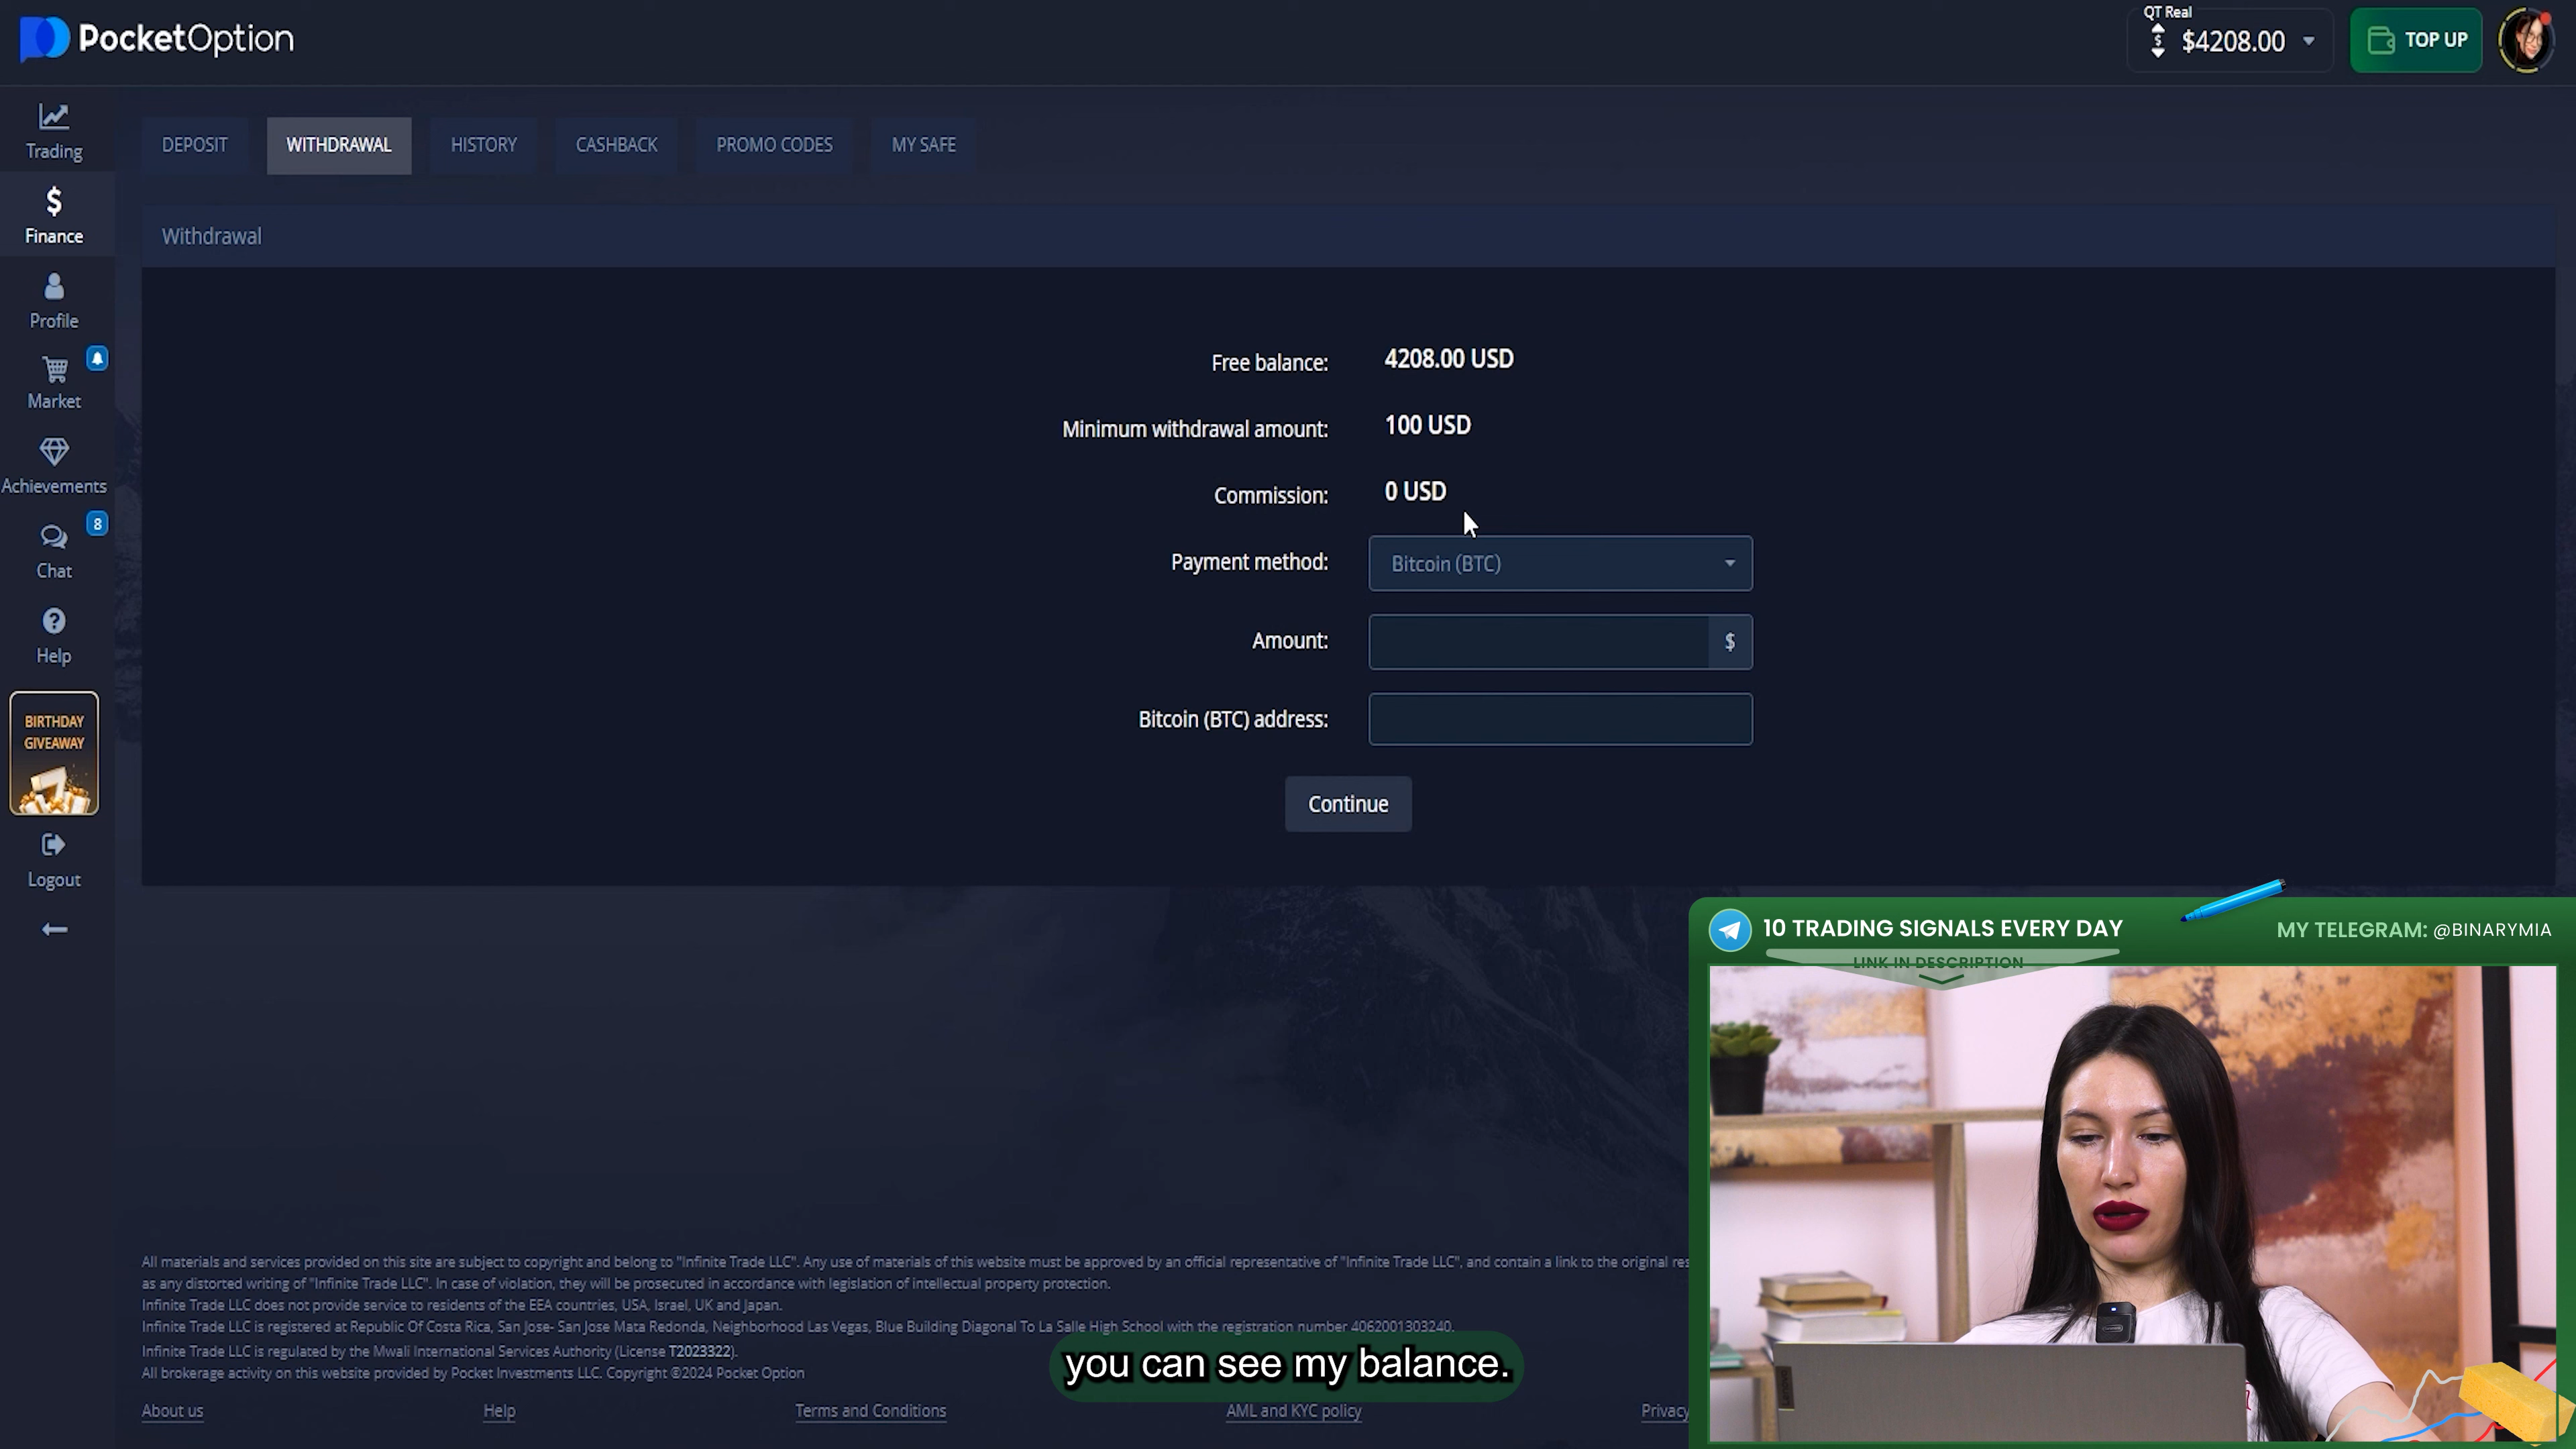 PocketOption
QT Real
$4208.00
TOP UP
Trading
Finance
Profile
Market
Achievements
8
Chat
Help
BIRTHDAY
GIVEAWAY
Logout
DEPOSIT
WITHDRAWAL
HISTORY
CASHBACK
PROMO CODES
MY SAFE
Withdrawal
Free balance: 4208.00 USD
Minimum withdrawal amount: 100 USD
Commission: 0 USD
Payment method: Bitcoin (BTC)
Amount: $
Bitcoin (BTC) address:
Continue
10 TRADING SIGNALS EVERY DAY
LINK IN DESCRIPTION
MY TELEGRAM: @BINARYMIA
All materials and services provided on this site are subject to copyright and belong to "Infinite Trade LLC". Any use of materials of this website must be approved by an official representative of "Infinite Trade LLC", and contain a link to the original
as any distorted writing of "Infinite Trade LLC". In case of violation, they will be prosecuted in accordance with legislation of intellectual property protection.
Infinite Trade LLC does not provide service to residents of the EEA countries, USA, Israel, UK and Japan.
Infinite Trade LLC is registered at Republic Of Costa Rica, San Jose- San Jose Mata Redonda, Neighborhood Las Vegas, Blue Building Diagonal To La Salle High School with the registration number 4062001303240.
Infinite Trade LLC is regulated by the Mwali International Services Authority (License T2023322).
All brokerage activity on this website provided by Pocket Investments LLC. Copyright ©2024 Pocket Option
you can see my balance.
About us
Help
Terms and Conditions
AML and KYC policy
Privacy